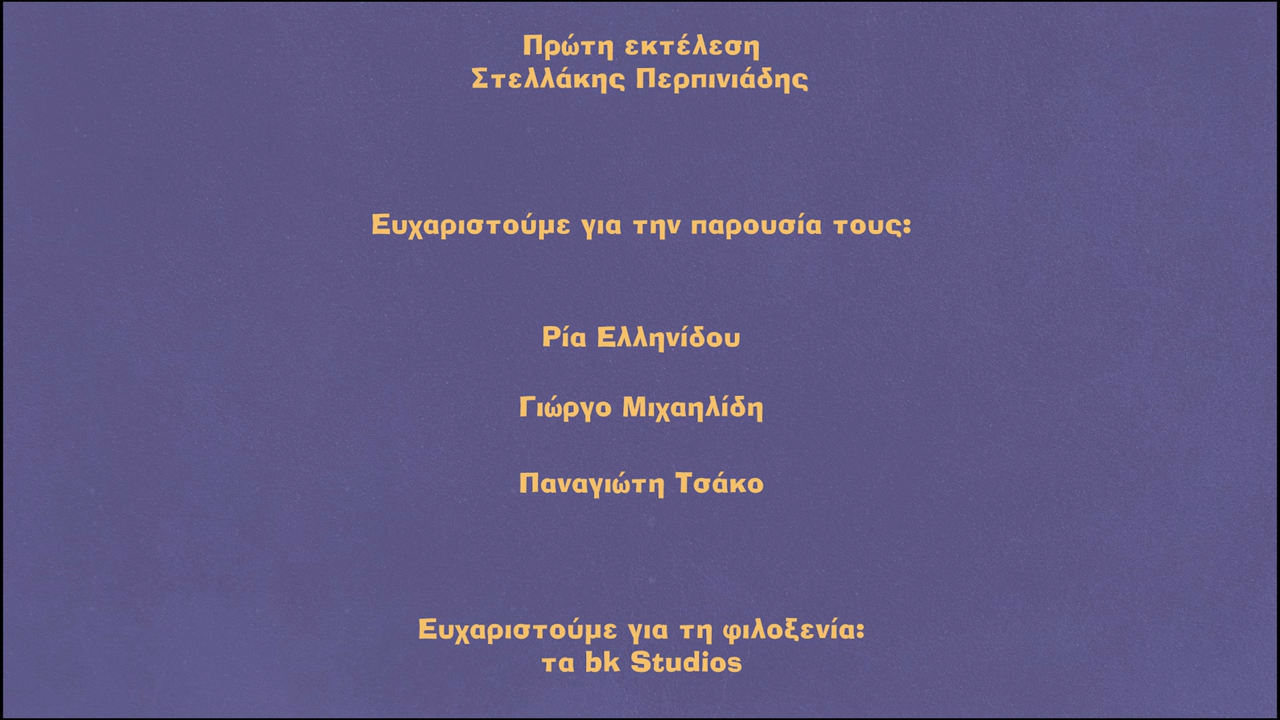 Πρώτη εκτέλεση
Στελλάκης Περπινιάδης
Ευχαριστούμε για την παρουσία τους:
Ρία Ελληνίδου
Γιώργο Μιχαηλίδη
Παναγιώτη Τσάκο
Ευχαριστούμε για τη φιλοξενία:
τα bk Studios